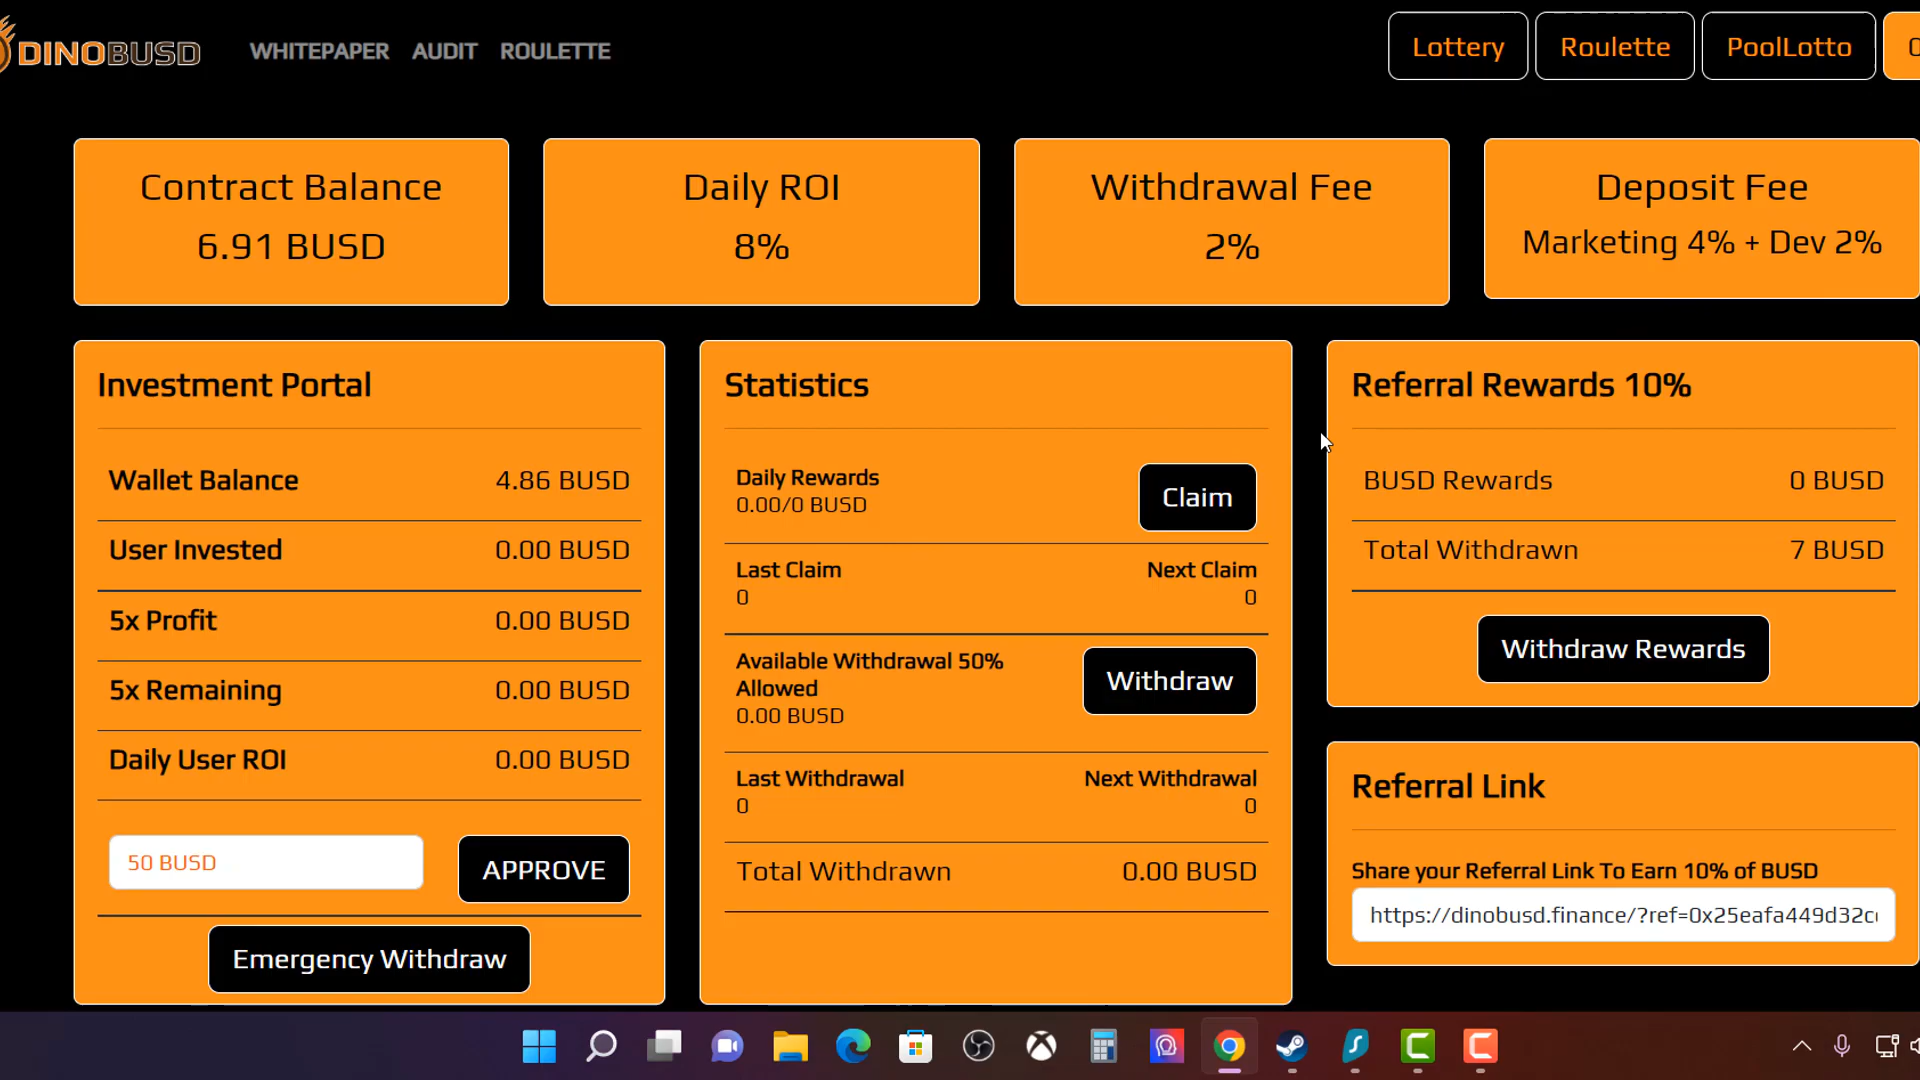 DINOBUSD
WHITEPAPER AUDIT ROULETTE
Lottery Roulette PoolLotto
Contract Balance
6.91 BUSD
Daily ROI
8%
Withdrawal Fee
2%
Deposit Fee
Marketing 4% + Dev 2%
Investment Portal
Wallet Balance 4.86 BUSD
User Invested 0.00 BUSD
5x Profit 0.00 BUSD
5x Remaining 0.00 BUSD
Daily User ROI 0.00 BUSD
50 BUSD APPROVE
Emergency Withdraw
Statistics
Daily Rewards
0.00/0 BUSD
Claim
Last Claim Next Claim
0 0
Available Withdrawal 50%
Allowed
0.00 BUSD
Withdraw
Last Withdrawal Next Withdrawal
0 0
Total Withdrawn 0.00 BUSD
Referral Rewards 10%
BUSD Rewards 0 BUSD
Total Withdrawn 7 BUSD
Withdraw Rewards
Referral Link
Share your Referral Link To Earn 10% of BUSD
https://dinobusd.finance/?ref=0x25eafa449d32c